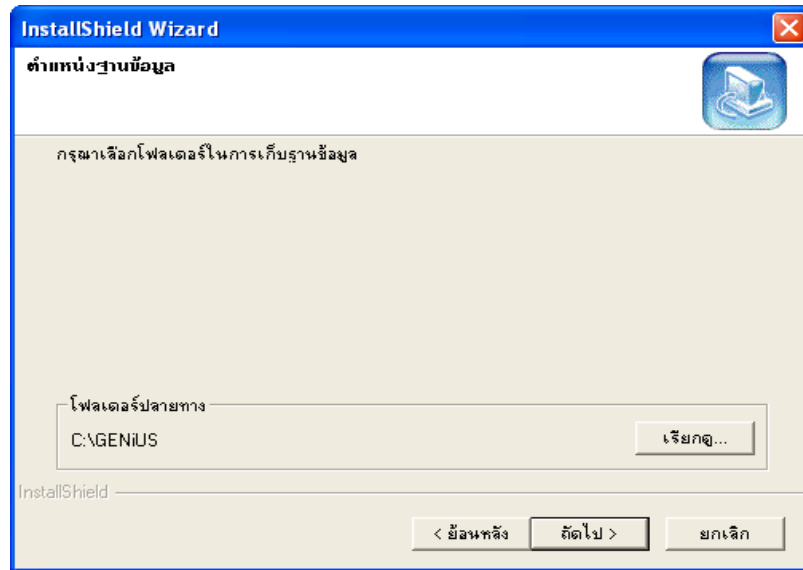 InstallShield Wizard
ตำแหน่งฐานข้อมูล
กรุณาเลือกโฟลเดอร์ในการเก็บฐานข้อมูล
โฟลเดอร์ปลายทาง
C:\GENiUS
เรียกดู...
InstallShield
< ย้อนหลัง
ถัดไป >
ยกเลิก